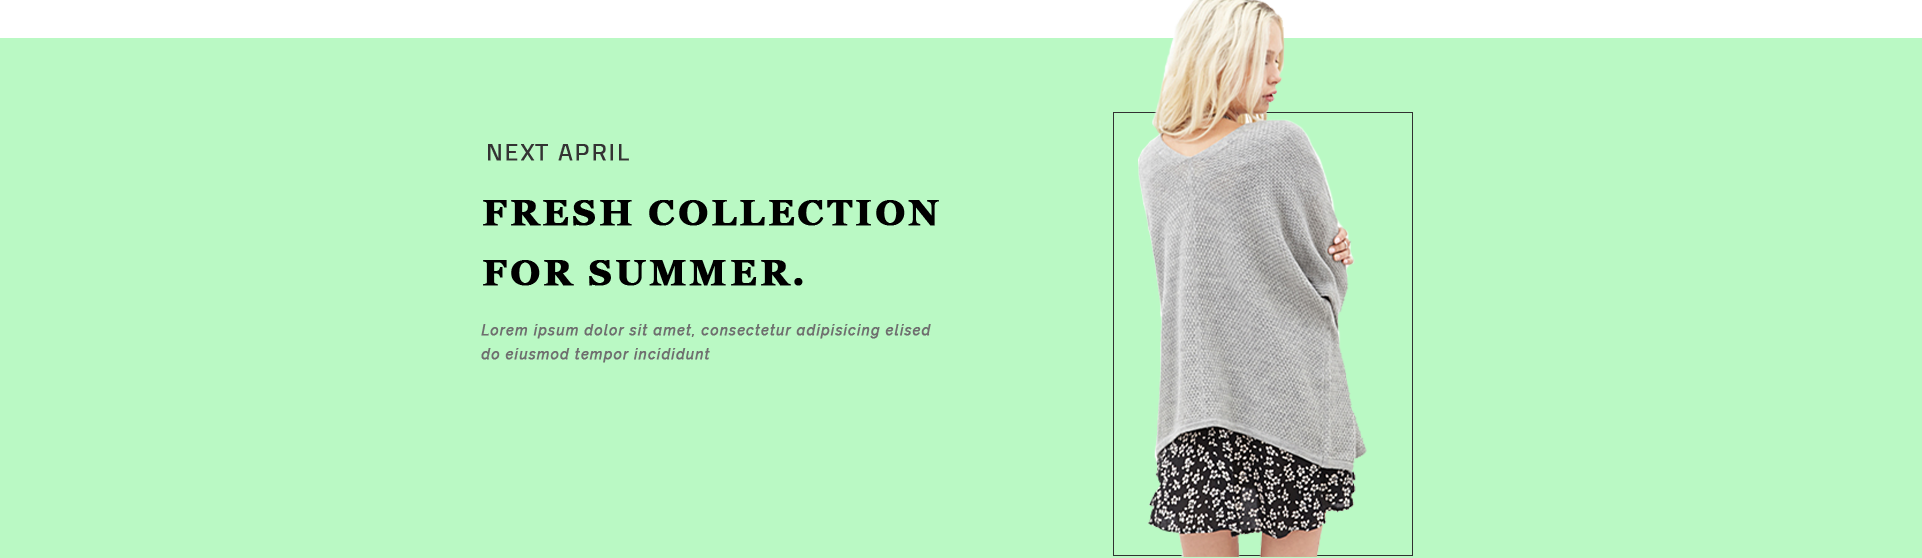 NEXT APRIL
FRESH COLLECTION
FOR SUMMER.
Lorem ipsum dolor sit amet, consectetur adipisicing elised
do eiusmod tempor incididunt